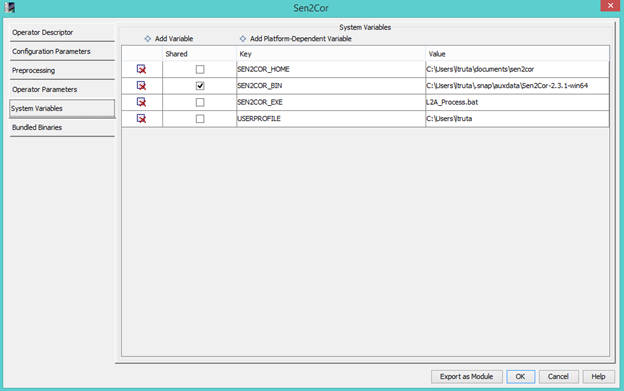 Sen2Cor
Operator Descriptor
Configuration Parameters
Preprocessing
Operator Parameters
System Variables
Bundled Binaries
System Variables
Add Variable Add Platform-Dependent Variable
Shared Key Value
SEN2COR_HOME C:\Users\ltruta\documents\sen2cor
SEN2COR_BIN C:\Users\ltruta\.snap\auxdata\Sen2Cor-2.3.1-win64
SEN2COR_EXE L2A_Process.bat
USERPROFILE C:\Users\ltruta
Export as Module OK Cancel Help